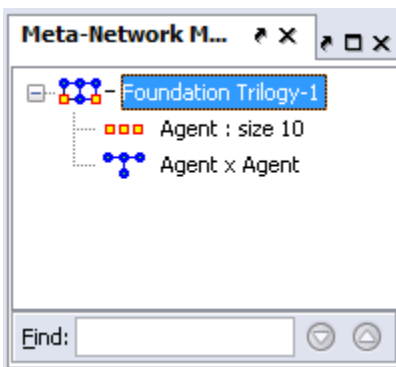 Meta-Network M...
Foundation Trilogy-1
Agent : size 10
Agent x Agent
Find: